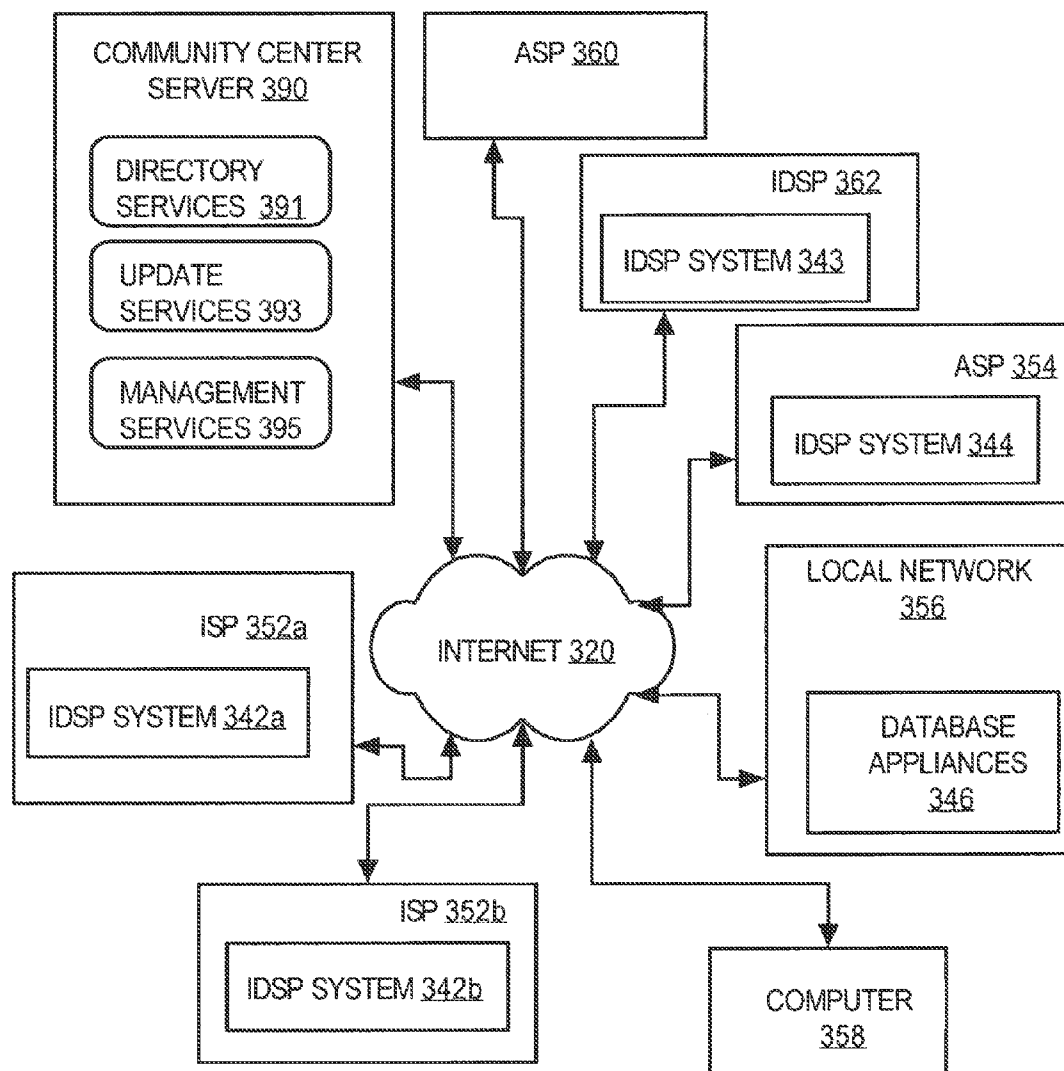 COMMUNITY CENTER
SERVER 390
DIRECTORY
SERVICES 391
UPDATE
SERVICES 393
MANAGEMENT
SERVICES 395
ASP 360
IDSP 362
IDSP SYSTEM 343
ASP 354
IDSP SYSTEM 344
ISP 352a
IDSP SYSTEM 342a
INTERNET 320
LOCAL NETWORK
356
DATABASE
APPLIANCES
346
ISP 352b
IDSP SYSTEM 342b
COMPUTER
358